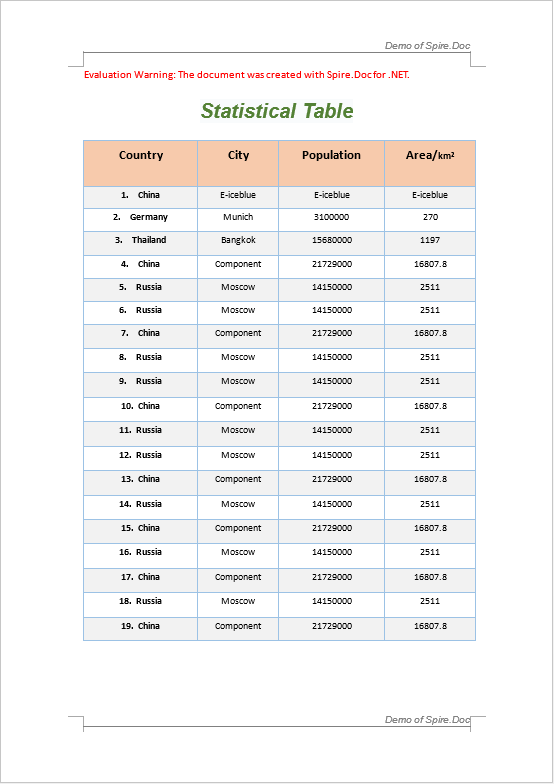 Demo of Spire.Doc
Evaluation Warning: The document was created with Spire.Doc for .NET.
Statistical Table
Country City Population Area/km²
1. China E-iceblue E-iceblue E-iceblue
2. Germany Munich 3100000 270
3. Thailand Bangkok 15680000 1197
4. China Component 21729000 16807.8
5. Russia Moscow 14150000 2511
6. Russia Moscow 14150000 2511
7. China Component 21729000 16807.8
8. Russia Moscow 14150000 2511
9. Russia Moscow 14150000 2511
10. China Component 21729000 16807.8
11. Russia Moscow 14150000 2511
12. Russia Moscow 14150000 2511
13. China Component 21729000 16807.8
14. Russia Moscow 14150000 2511
15. China Component 21729000 16807.8
16. Russia Moscow 14150000 2511
17. China Component 21729000 16807.8
18. Russia Moscow 14150000 2511
19. China Component 21729000 16807.8
Demo of Spire.Doc